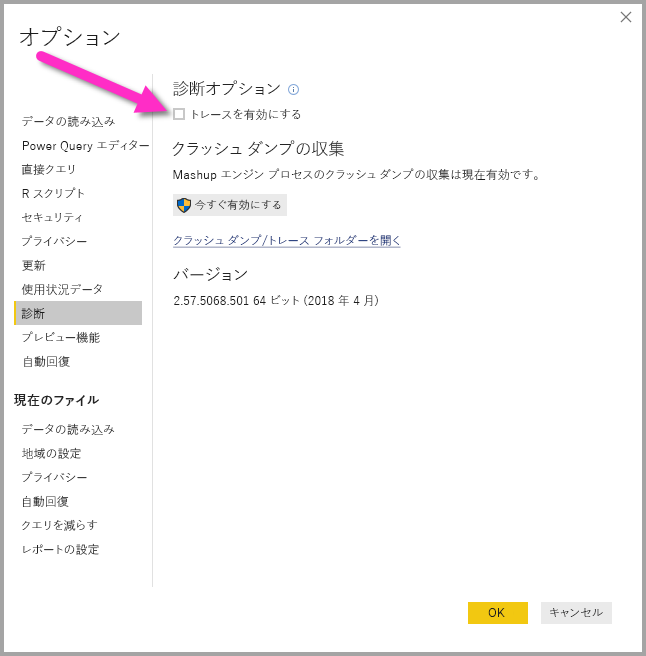 オプション
データの読み込み
Power Query エディター
直接クエリ
R スクリプト
セキュリティ
プライバシー
更新
使用状況データ
診断
プレビュー機能
自動回復
現在のファイル
データの読み込み
地域の設定
プライバシー
自動回復
クエリを減らす
レポートの設定
診断オプション
トレースを有効にする
クラッシュ ダンプの収集
Mashup エンジン プロセスのクラッシュ ダンプの収集は現在有効です。
今すぐ有効にする
クラッシュ ダンプ/トレース フォルダーを開く
バージョン
2.57.5068.501 64 ビット (2018 年 4 月)
OK
キャンセル